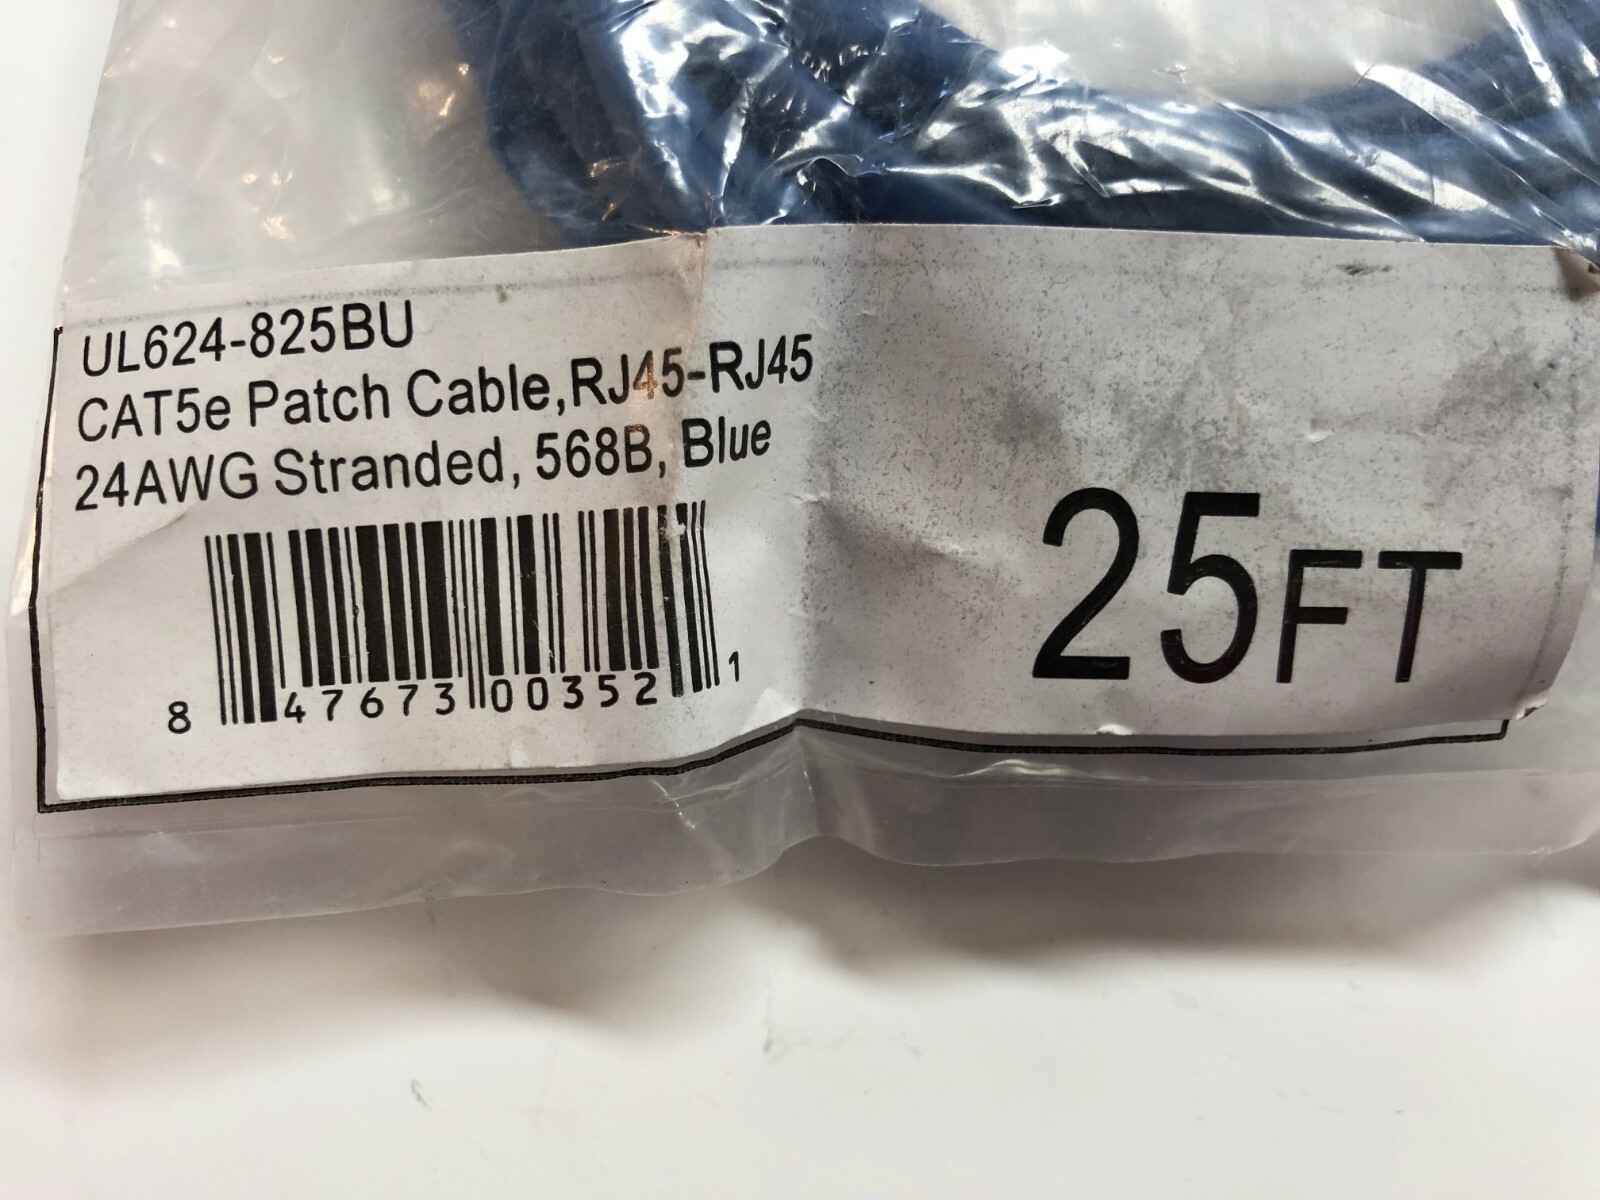 UL624-825BU
CAT5e Patch Cable,RJ45-RJ45
24AWG Stranded, 568B, Blue
8 47673 00352 1
25FT